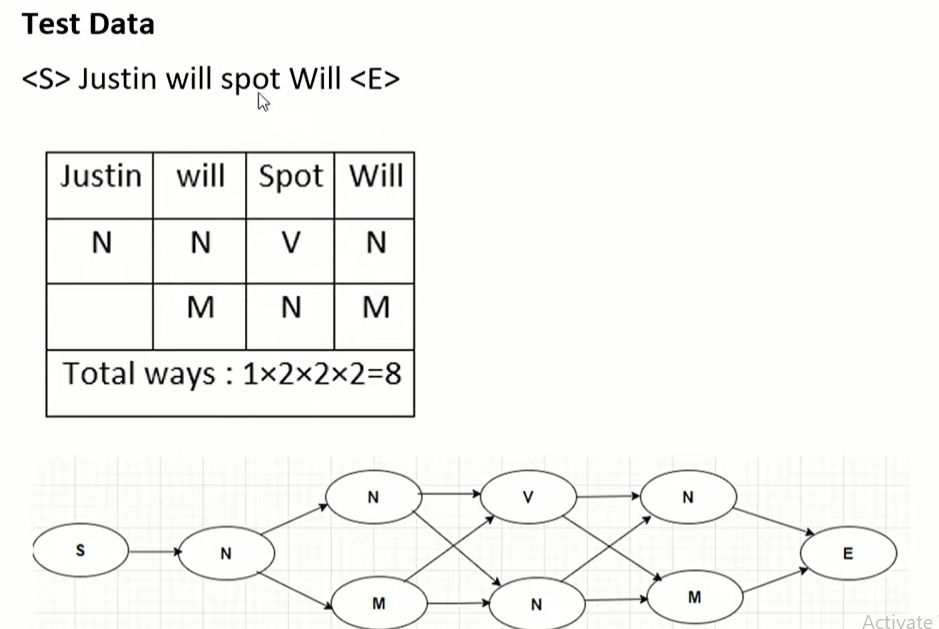 Test Data
<S> Justin will spot Will <E>
Justin will Spot Will
N N V N
M N M
Total ways : 1×2×2×2=8
N V N
S N E
M N M
Activate